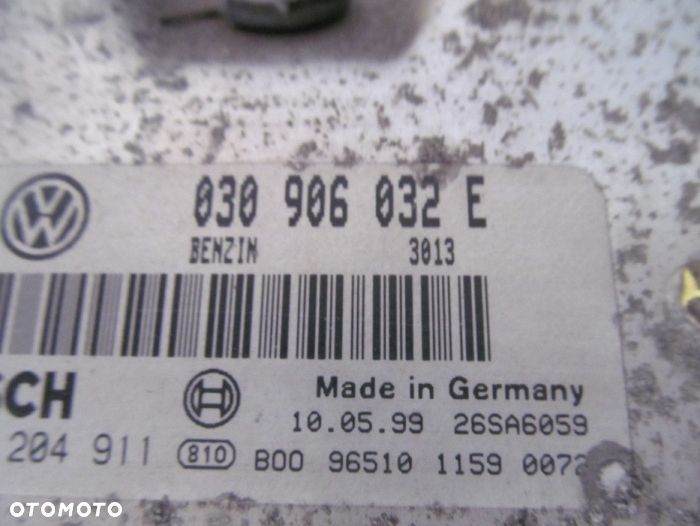 030 906 032 E
BENZIN 3013
SCH
Made in Germany
10.05.99 26SA6059
204 911 810 B00 96510 1159 0072
OTOMOTO